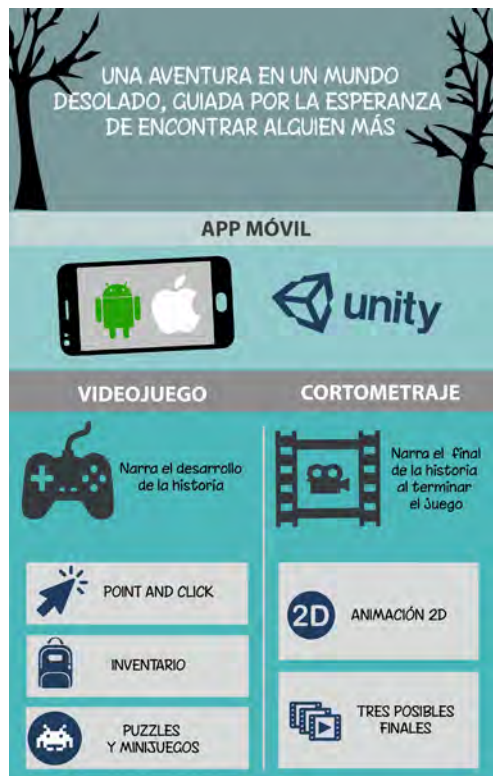 UNA AVENTURA EN UN MUNDO
DESOLADO, GUIADA POR LA ESPERANZA
DE ENCONTRAR ALGUIEN MÁS
APP MÓVIL
unity
VIDEOJUEGO
Narra el desarrollo
de la historia
POINT AND CLICK
INVENTARIO
PUZZLES
Y MINIJUEGOS
CORTOMETRAJE
Narra el final
de la historia
al terminar
el Juego
2D
ANIMACIÓN 2D
TRES POSIBLES
FINALES